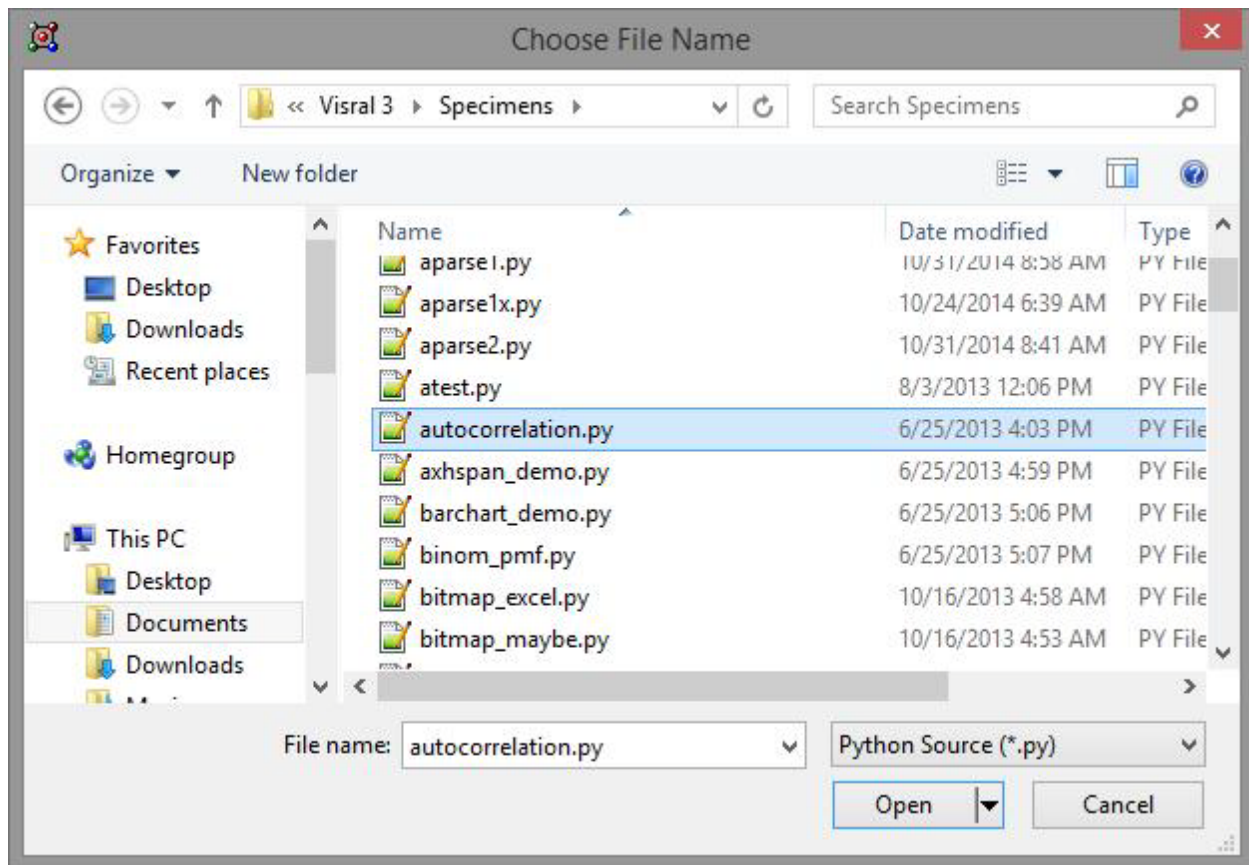 Choose File Name
« Visral 3 Specimens Search Specimens
Organize New folder
Name Date modified Type
Favorites
Desktop
Downloads
Recent places
Homegroup
This PC
Desktop
Documents
Downloads
aparse1.py 10/31/2014 8:58 AM PY File
aparse1x.py 10/24/2014 6:39 AM PY File
aparse2.py 10/31/2014 8:41 AM PY File
atest.py 8/3/2013 12:06 PM PY File
autocorrelation.py 6/25/2013 4:03 PM PY File
axhspan_demo.py 6/25/2013 4:59 PM PY File
barchart_demo.py 6/25/2013 5:06 PM PY File
binom_pmf.py 6/25/2013 5:07 PM PY File
bitmap_excel.py 10/16/2013 4:58 AM PY File
bitmap_maybe.py 10/16/2013 4:53 AM PY File
File name: autocorrelation.py Python Source (*.py)
Open Cancel